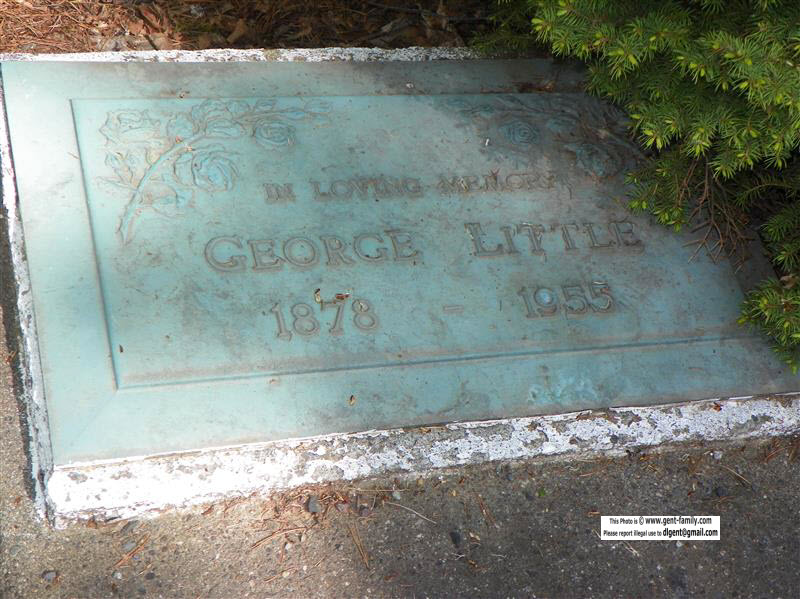 IN LOVING MEMORY
GEORGE LITTLE
1878 – 1955
This Photo is © www.gent-family.com
Please report illegal use to dlgent@gmail.com